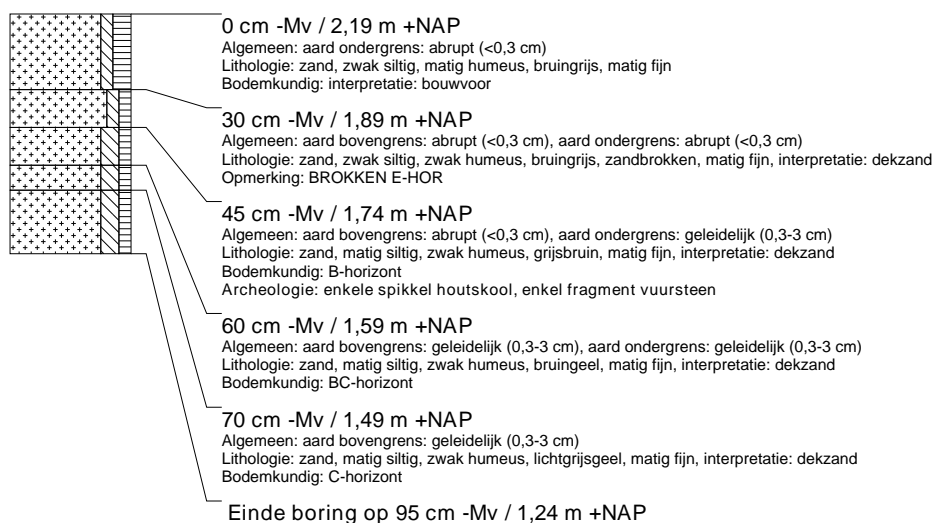 0 cm -Mv / 2,19 m +NAP
Algemeen: aard ondergrens: abrupt (<0,3 cm)
Lithologie: zand, zwak siltig, matig humeus, bruingrijs, matig fijn
Bodemkundig: interpretatie: bouwvoor
30 cm -Mv / 1,89 m +NAP
Algemeen: aard bovengrens: abrupt (<0,3 cm), aard ondergrens: abrupt (<0,3 cm)
Lithologie: zand, zwak siltig, zwak humeus, bruingrijs, zandbrokken, matig fijn, interpretatie: dekzand
Opmerking: BROKKEN E-HOR
45 cm -Mv / 1,74 m +NAP
Algemeen: aard bovengrens: abrupt (<0,3 cm), aard ondergrens: geleidelijk (0,3-3 cm)
Lithologie: zand, matig siltig, zwak humeus, grijsbruin, matig fijn, interpretatie: dekzand
Bodemkundig: B-horizont
Archeologie: enkele spikkel houtskool, enkel fragment vuursteen
60 cm -Mv / 1,59 m +NAP
Algemeen: aard bovengrens: geleidelijk (0,3-3 cm), aard ondergrens: geleidelijk (0,3-3 cm)
Lithologie: zand, matig siltig, zwak humeus, bruingeel, matig fijn, interpretatie: dekzand
Bodemkundig: BC-horizont
70 cm -Mv / 1,49 m +NAP
Algemeen: aard bovengrens: geleidelijk (0,3-3 cm)
Lithologie: zand, matig siltig, zwak humeus, lichtgrijsgeel, matig fijn, interpretatie: dekzand
Bodemkundig: C-horizont
Einde boring op 95 cm -Mv / 1,24 m +NAP